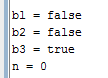 b1 = false
b2 = false
b3 = true
n = 0